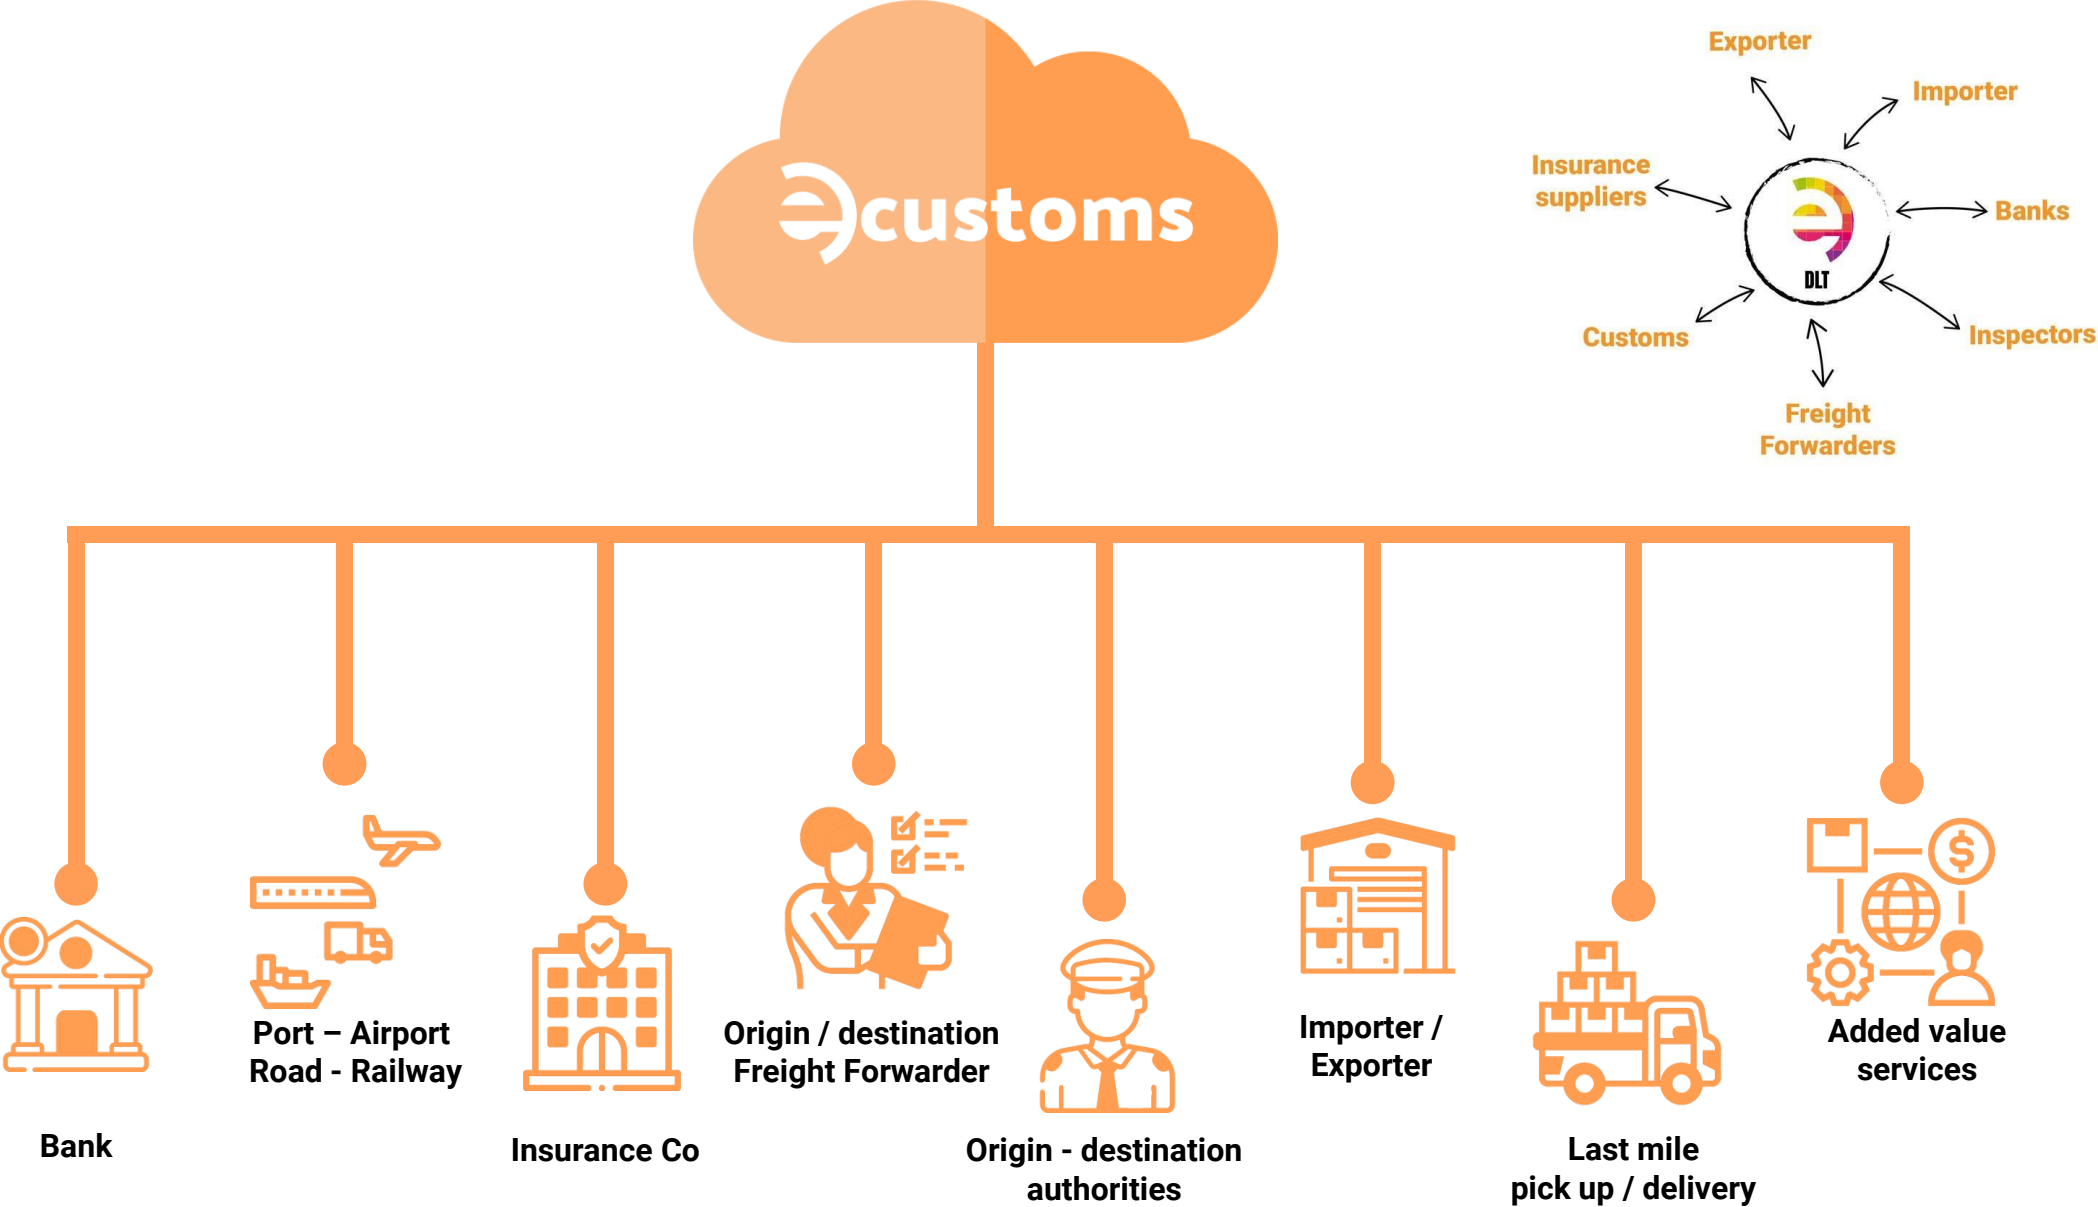 ecustoms
Exporter
Importer
Insurance
suppliers
Banks
DLT
Customs
Inspectors
Freight
Forwarders
Port – Airport
Road - Railway
Origin / destination
Freight Forwarder
Importer /
Exporter
Added value
services
Bank
Insurance Co
Origin - destination
authorities
Last mile
pick up / delivery